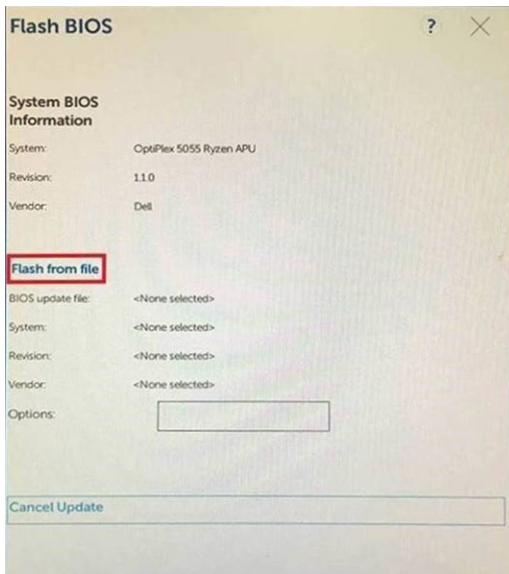 Flash BIOS ?
System BIOS
Information
System: OptiPlex 5055 Ryzen APU
Revision: 1.1.0
Vendor: Dell
Flash from file
BIOS update file: <None selected>
System: <None selected>
Revision: <None selected>
Vendor: <None selected>
Options:
Cancel Update